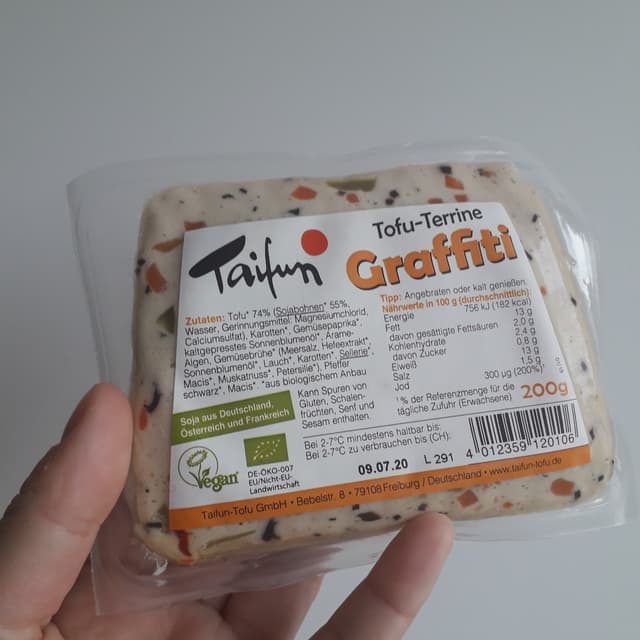 Taifun
Tofu-Terrine
Graffiti
Zutaten: Tofu* 74% (Sojabohnen* 55%,
Wasser, Gerinnungsmittel: Magnesiumchlorid,
Calciumsulfat), Karotten*, Gemüsepaprika*,
kaltgepresstes Sonnenblumenöl*, Arame-
Algen, Gemüsebrühe* (Meersalz, Hefeextrakt*,
Sonnenblumenöl*, Lauch*, Karotten*, Sellerie*,
Macis*, Muskatnuss*, Petersilie*), Pfeffer
schwarz*, Macis*. *aus biologischem Anbau
Tipp: Angebraten oder kalt genießen.
Nährwerte in 100 g (durchschnittlich):
Energie 756 kJ (182 kcal)
Fett 13 g
davon gesättigte Fettsäuren 2,0 g
Kohlenhydrate 2,4 g
davon Zucker 0,8 g
Eiweiß 13 g
Salz 1,5 g
Jod 300 µg (200%)¹
¹ % der Referenzmenge für die
tägliche Zufuhr (Erwachsene)
200g
Soja aus Deutschland,
Österreich und Frankreich
Kann Spuren von
Gluten, Schalen-
früchten, Senf und
Sesam enthalten.
Vegan
DE-ÖKO-007
EU/Nicht-EU-
Landwirtschaft
Bei 2-7°C mindestens haltbar bis:
Bei 2-7°C zu verbrauchen bis (CH):
09.07.20 L 291
4 012359 120106
Taifun-Tofu GmbH • Bebelstr. 8 • 79108 Freiburg / Deutschland • www.taifun-tofu.de